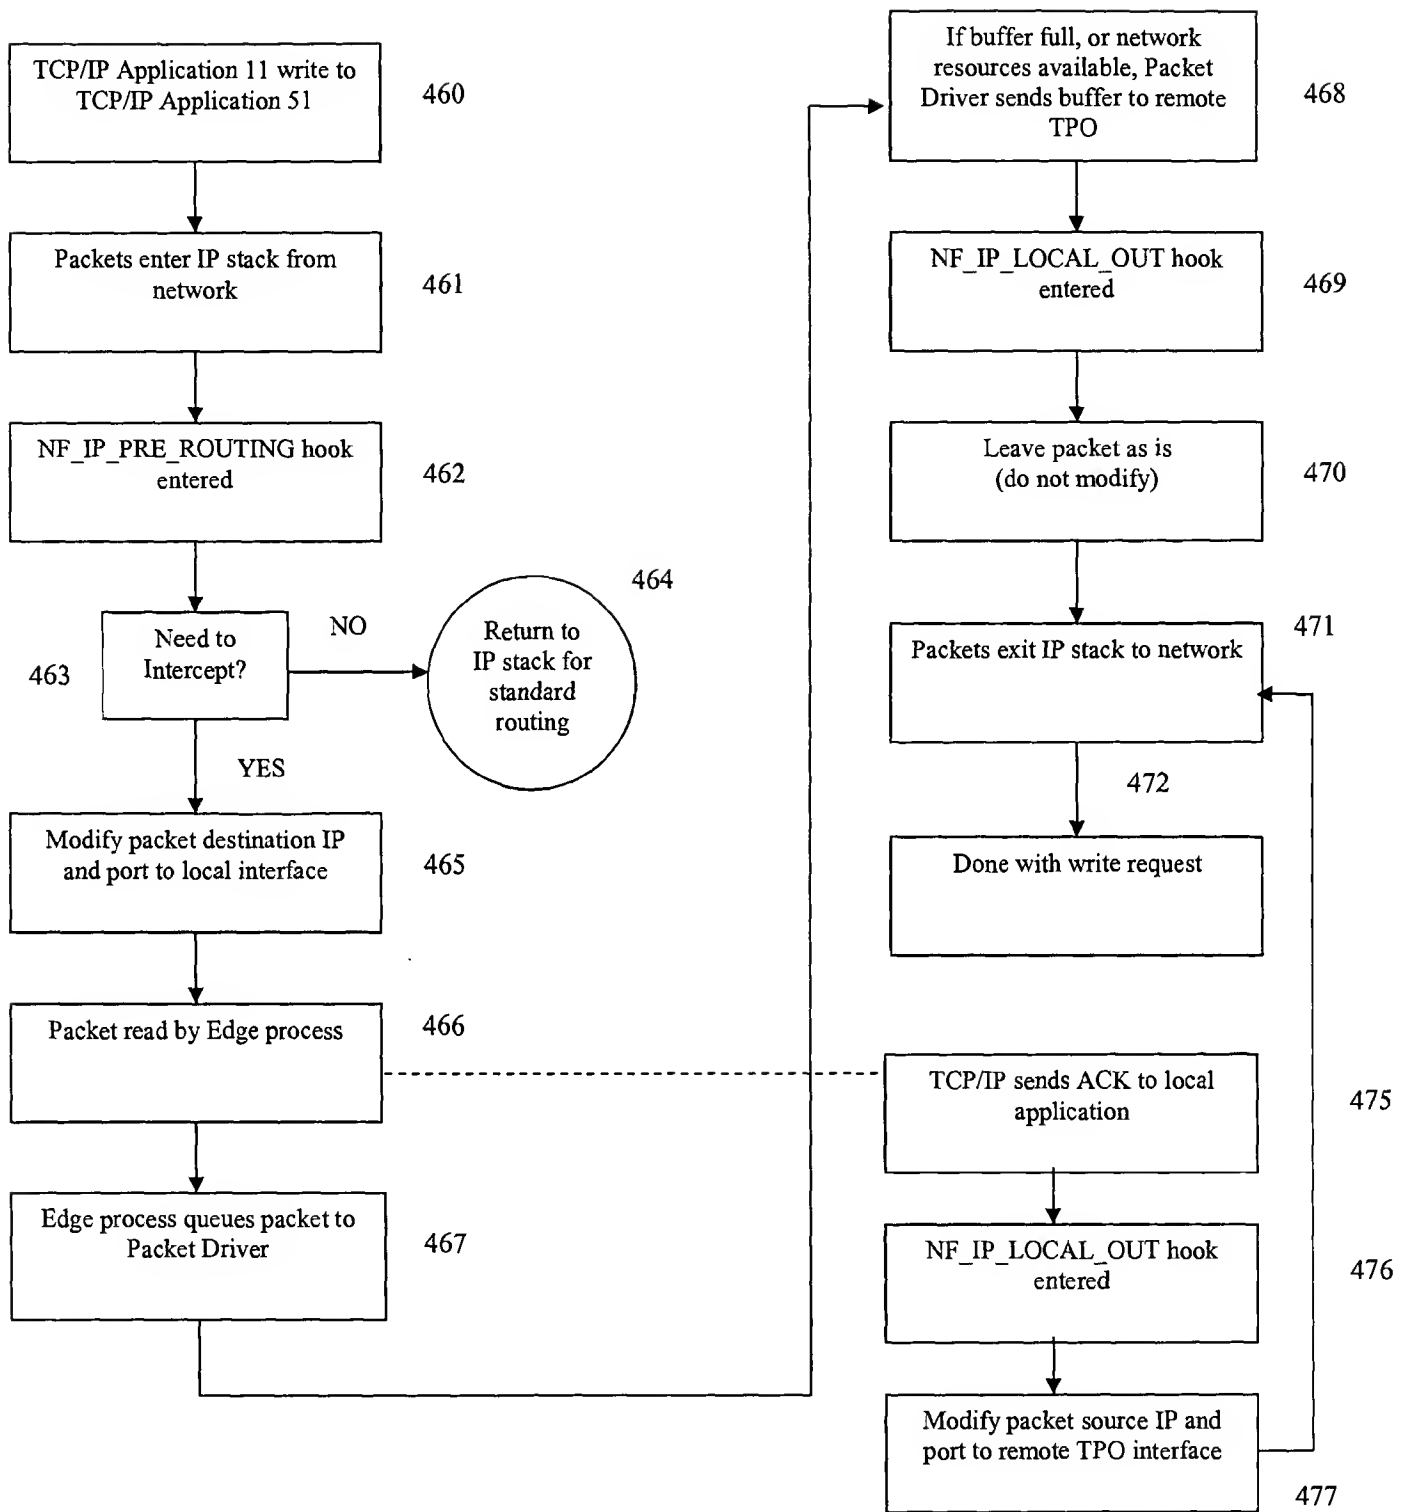 TCP/IP Application 11 write to
TCP/IP Application 51
460
Packets enter IP stack from
network
461
NF_IP_PRE_ROUTING hook
entered
462
463
Need to
Intercept?
NO
464
Return to
IP stack for
standard
routing
YES
Modify packet destination IP
and port to local interface
465
Packet read by Edge process
466
Edge process queues packet to
Packet Driver
467
If buffer full, or network
resources available, Packet
Driver sends buffer to remote
TPO
468
NF_IP_LOCAL_OUT hook
entered
469
Leave packet as is
(do not modify)
470
Packets exit IP stack to network
471
472
Done with write request
TCP/IP sends ACK to local
application
475
NF_IP_LOCAL_OUT hook
entered
476
Modify packet source IP and
port to remote TPO interface
477